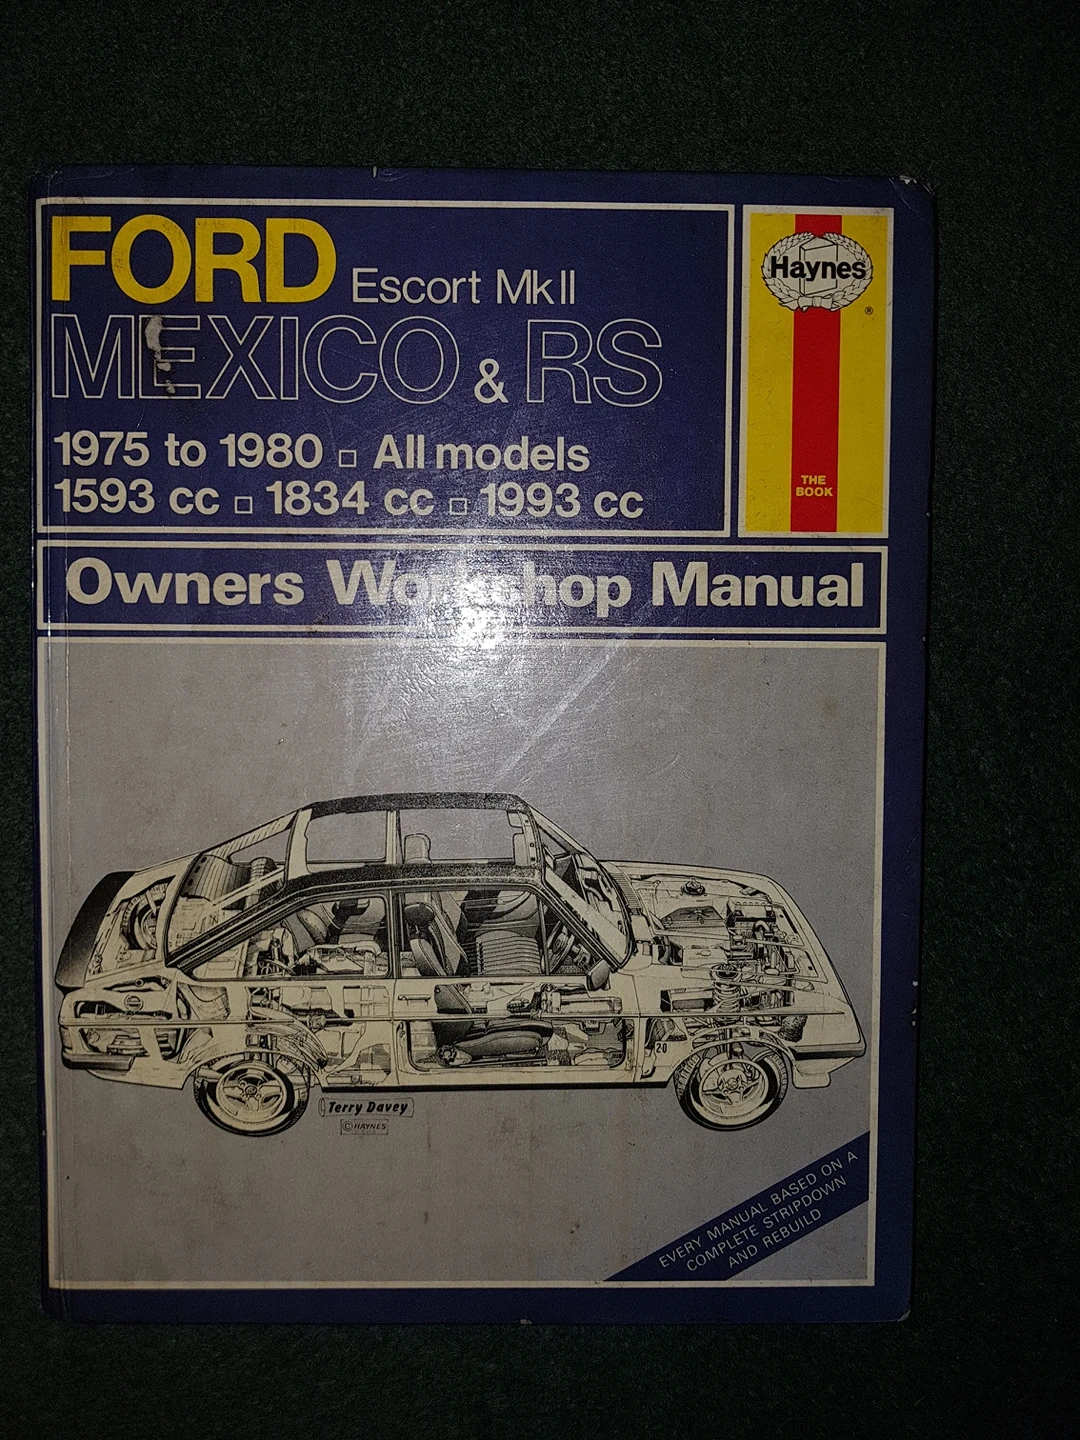 FORD Escort Mk II
MEXICO & RS
1975 to 1980 □ All models
1593 cc □ 1834 cc □ 1993 cc
Haynes
®
THE
BOOK
Owners Workshop Manual
20
Terry Davey
© HAYNES
EVERY MANUAL BASED ON A
COMPLETE STRIPDOWN
AND REBUILD